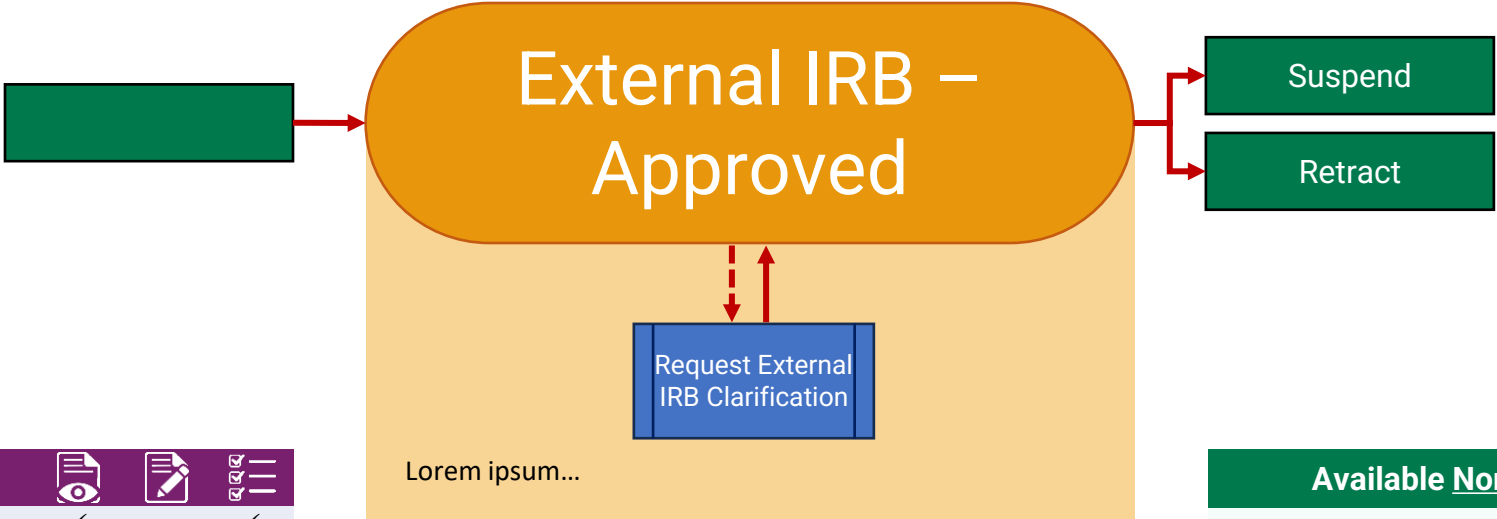 External IRB –
Approved
Suspend
Retract
Request External
IRB Clarification
Lorem ipsum...
Available